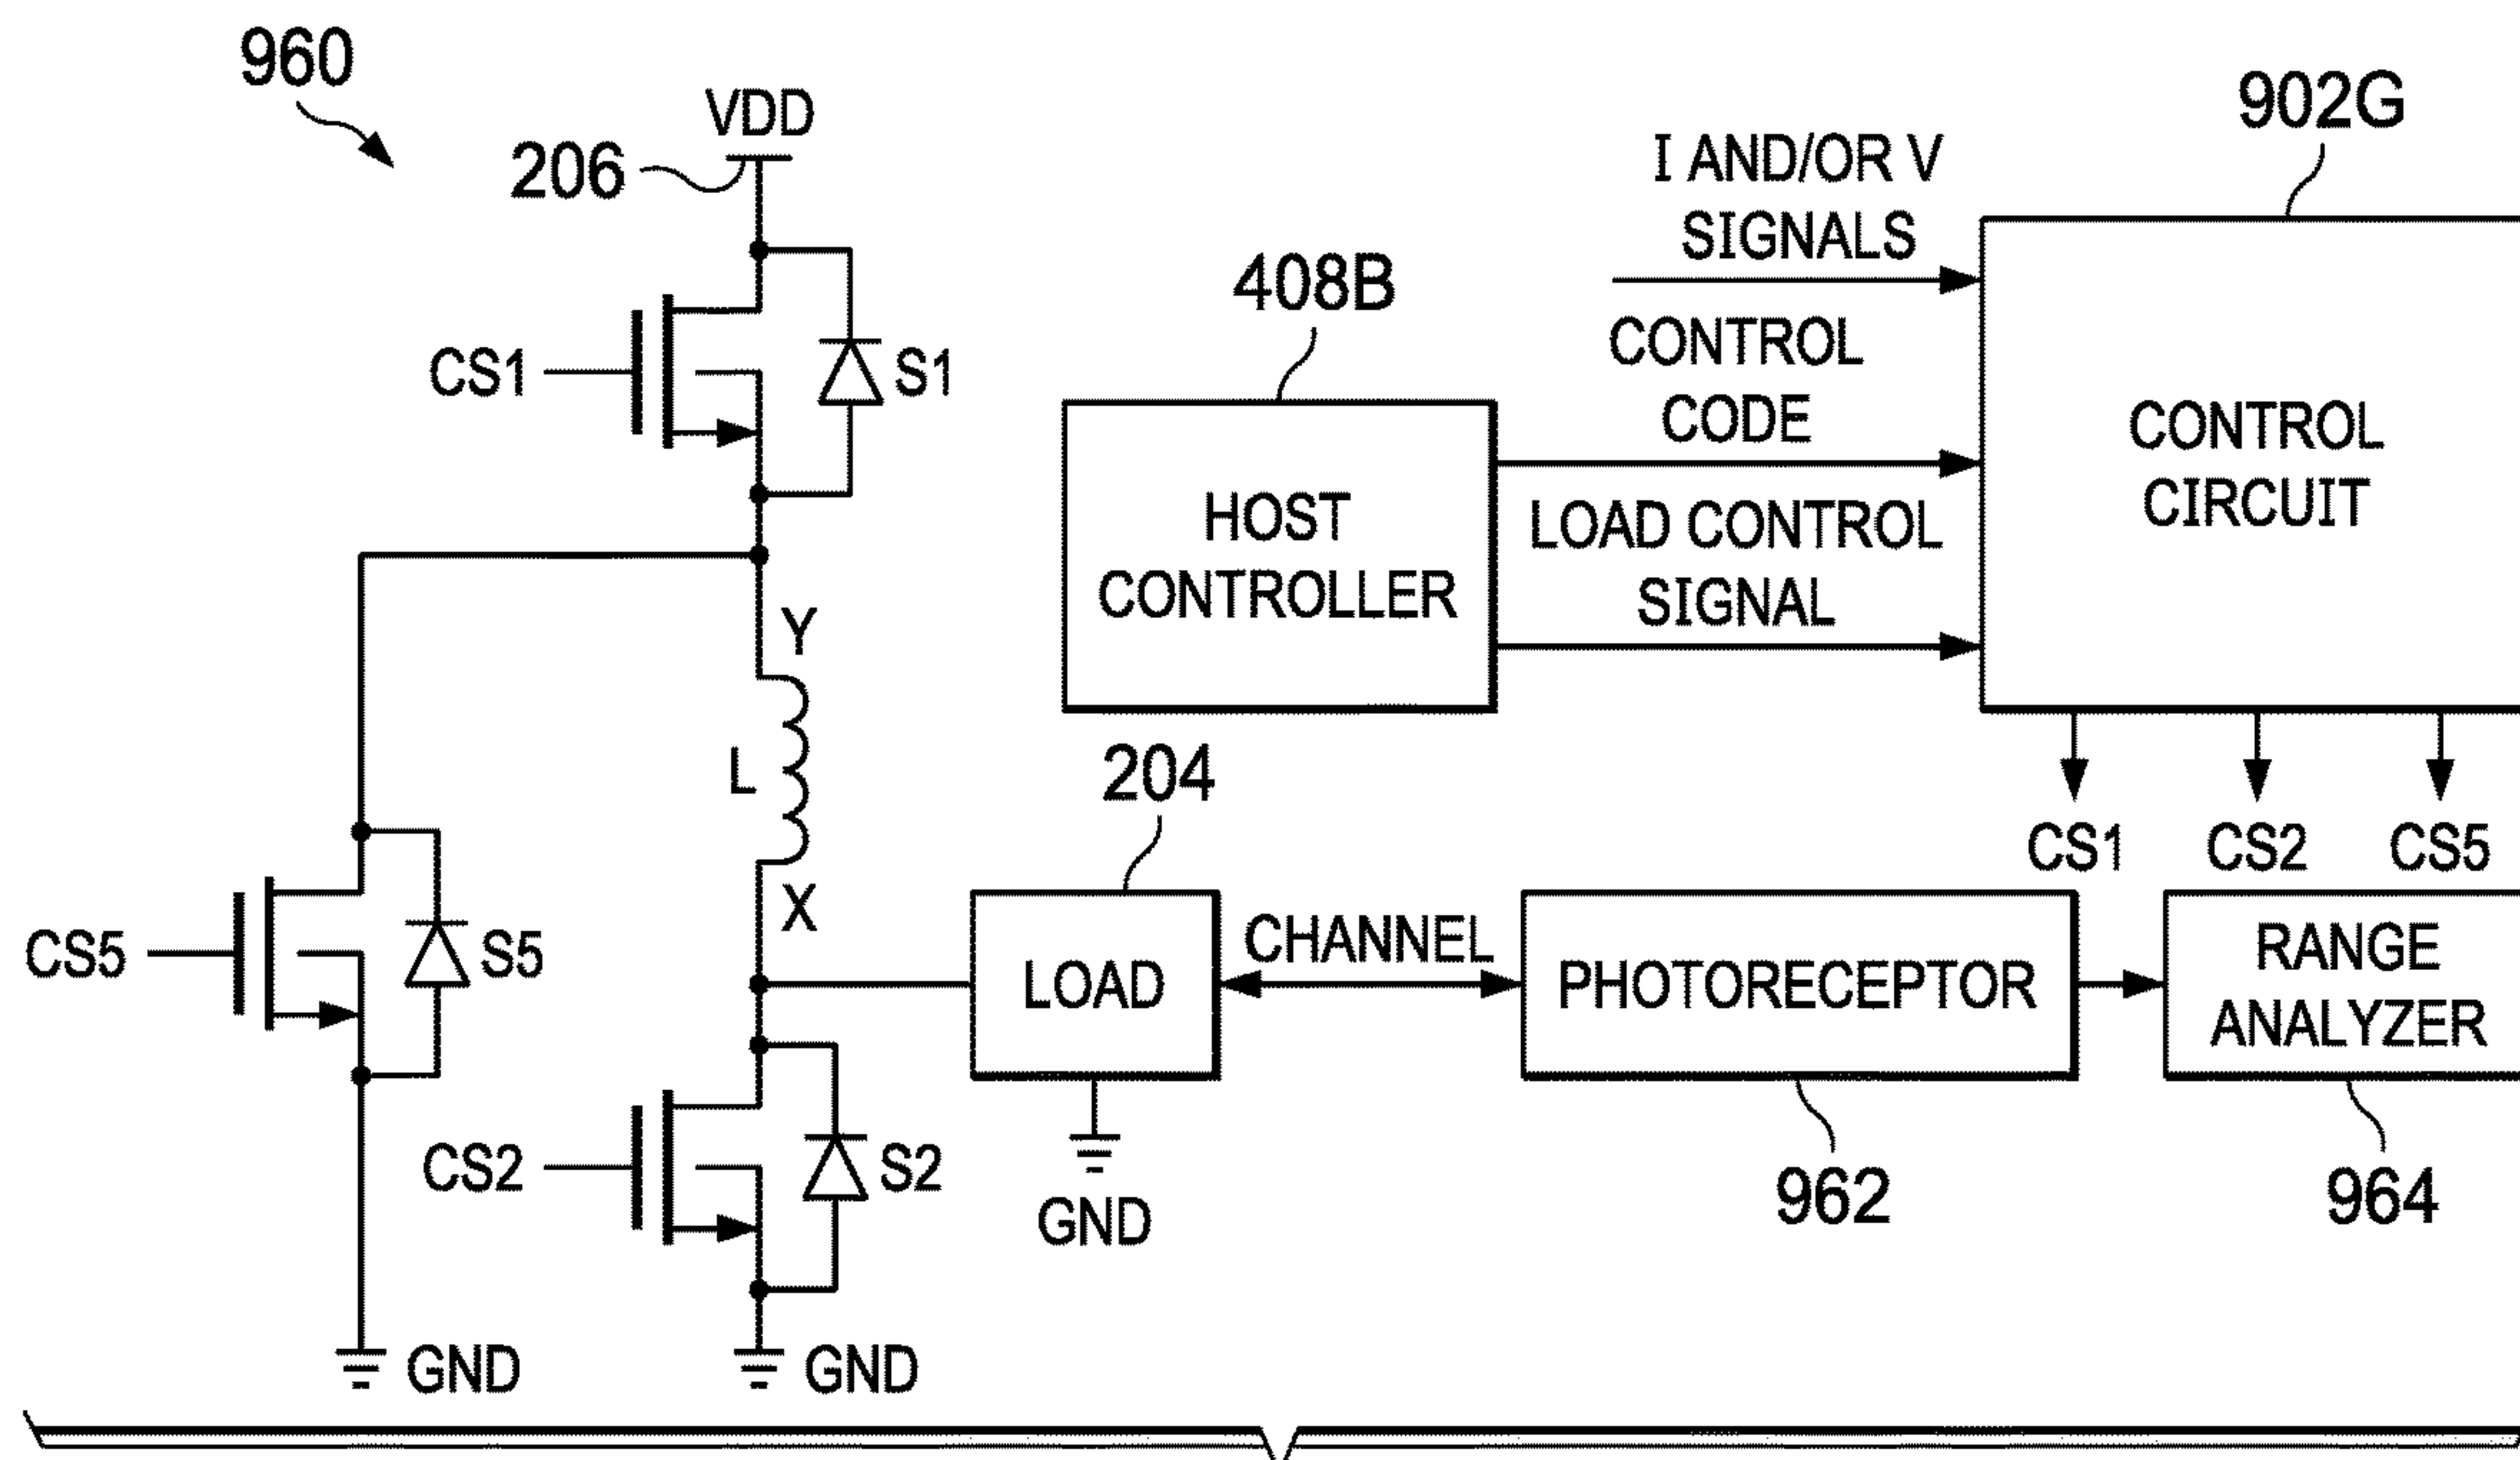 960
VDD
206
902G
I AND/OR V
SIGNALS
408B
CONTROL
CODE
CS1
S1
CONTROL
CIRCUIT
HOST
CONTROLLER
LOAD CONTROL
SIGNAL
Y
L
X
204
CS1
CS2
CS5
CS5
S5
LOAD
CHANNEL
PHOTORECEPTOR
RANGE
ANALYZER
CS2
S2
GND
962
964
GND
GND